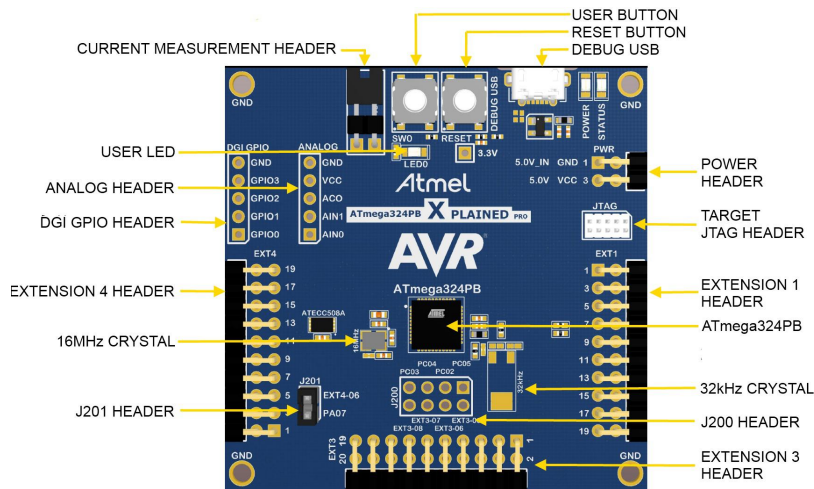 USER BUTTON
RESET BUTTON
DEBUG USB
CURRENT MEASUREMENT HEADER
GND
GND
DEBUG USB
POWER
STATUS
SW0
RESET
DGI GPIO
ANALOG
PWR
USER LED
LED0
3.3V
GND
GPIO3
GPIO2
GPIO1
GPIO0
GND
VCC
ACO
AIN1
AIN0
5.0V_IN GND 1
5.0V VCC 3
POWER
HEADER
ANALOG HEADER
Atmel
ATmega324PB X PLAINED PRO
JTAG
TARGET
JTAG HEADER
DGI GPIO HEADER
AVR
EXT4
EXT1
19
17
15
13
11
9
7
5
1
1
3
5
7
9
11
13
15
17
19
EXTENSION 4 HEADER
ATmega324PB
EXTENSION 1
HEADER
ATECC508A
ATMEL
ATmega324PB
16MHz CRYSTAL
16MHz
PC04
PC05
PC03
PC02
32kHz
32kHz CRYSTAL
J201
EXT4-06
PA07
J201 HEADER
J200
J200 HEADER
EXT3-07
EXT3-08
EXT3-06
EXT3
19
20
1
2
GND
GND
EXTENSION 3
HEADER